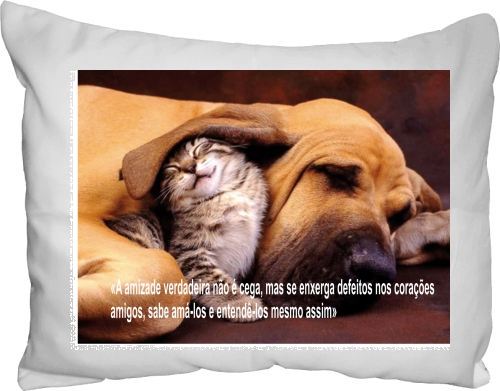 «A amizade verdadeira não é cega, mas se enxerga defeitos nos corações
amigos, sabe amá-los e entendê-los mesmo assim»